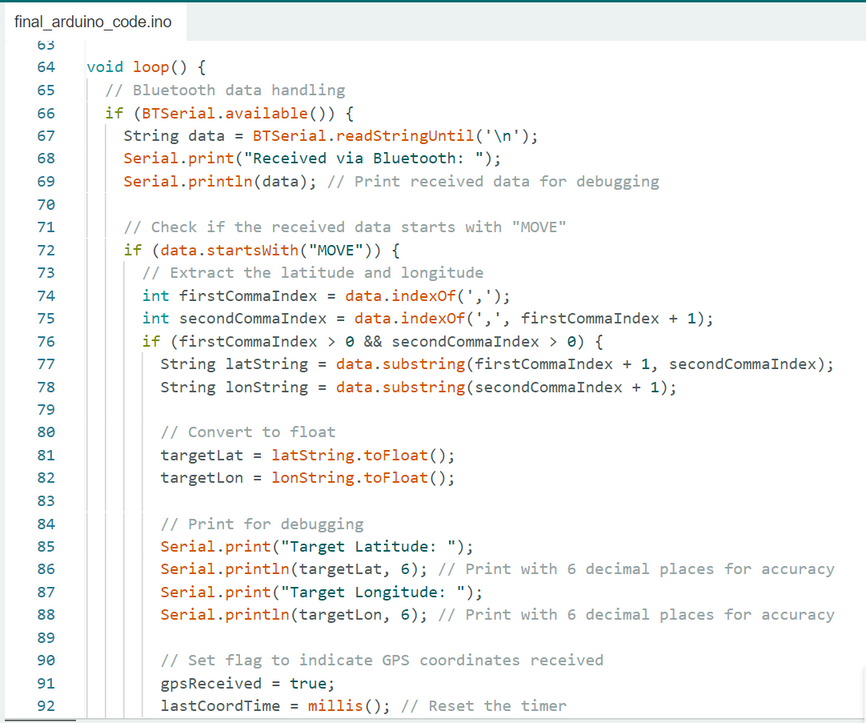 final_arduino_code.ino
63
64 void loop() {
65 // Bluetooth data handling
66 if (BTSerial.available()) {
67 String data = BTSerial.readStringUntil('\n');
68 Serial.print("Received via Bluetooth: ");
69 Serial.println(data); // Print received data for debugging
70
71 // Check if the received data starts with "MOVE"
72 if (data.startsWith("MOVE")) {
73 // Extract the latitude and longitude
74 int firstCommaIndex = data.indexOf(',');
75 int secondCommaIndex = data.indexOf(',', firstCommaIndex + 1);
76 if (firstCommaIndex > 0 && secondCommaIndex > 0) {
77 String latString = data.substring(firstCommaIndex + 1, secondCommaIndex);
78 String lonString = data.substring(secondCommaIndex + 1);
79
80 // Convert to float
81 targetLat = latString.toFloat();
82 targetLon = lonString.toFloat();
83
84 // Print for debugging
85 Serial.print("Target Latitude: ");
86 Serial.println(targetLat, 6); // Print with 6 decimal places for accuracy
87 Serial.print("Target Longitude: ");
88 Serial.println(targetLon, 6); // Print with 6 decimal places for accuracy
89
90 // Set flag to indicate GPS coordinates received
91 gpsReceived = true;
92 lastCoordTime = millis(); // Reset the timer